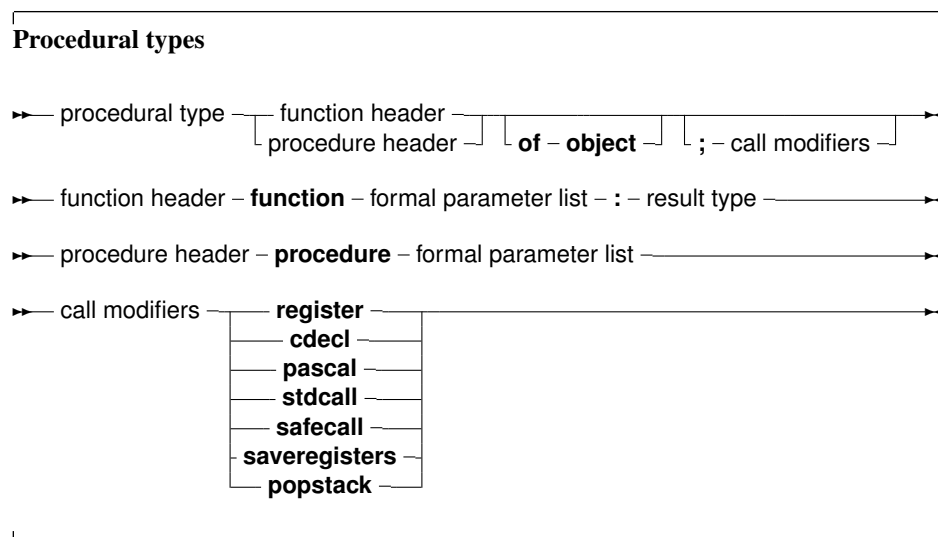 Procedural types
procedural type function header
procedure header of – object ; – call modifiers
function header – function – formal parameter list – : – result type
procedure header – procedure – formal parameter list
call modifiers register
cdecl
pascal
stdcall
safecall
saveregisters
popstack